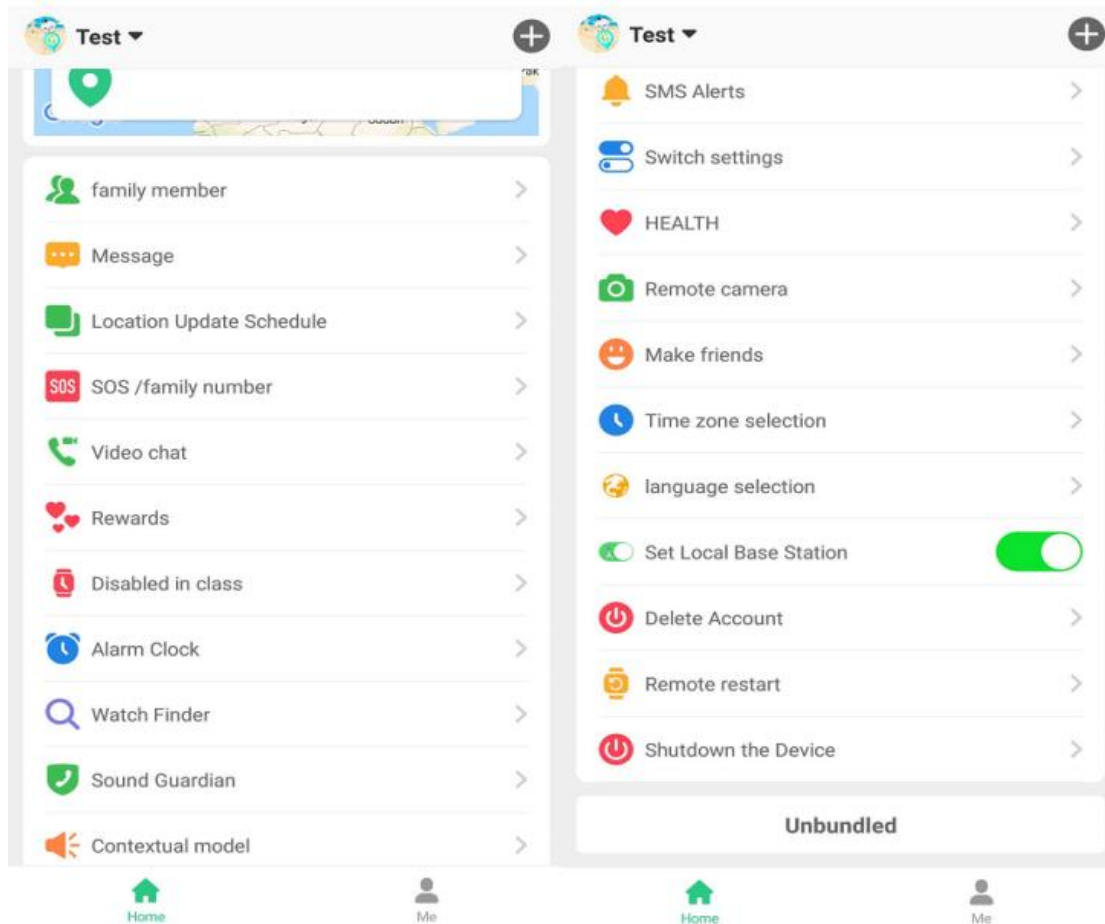 Test
family member
Message
Location Update Schedule
SOS
SOS /family number
Video chat
Rewards
Disabled in class
Alarm Clock
Watch Finder
Sound Guardian
Contextual model
Home
Me
Test
SMS Alerts
Switch settings
HEALTH
Remote camera
Make friends
Time zone selection
language selection
Set Local Base Station
Delete Account
Remote restart
Shutdown the Device
Unbundled
Home
Me